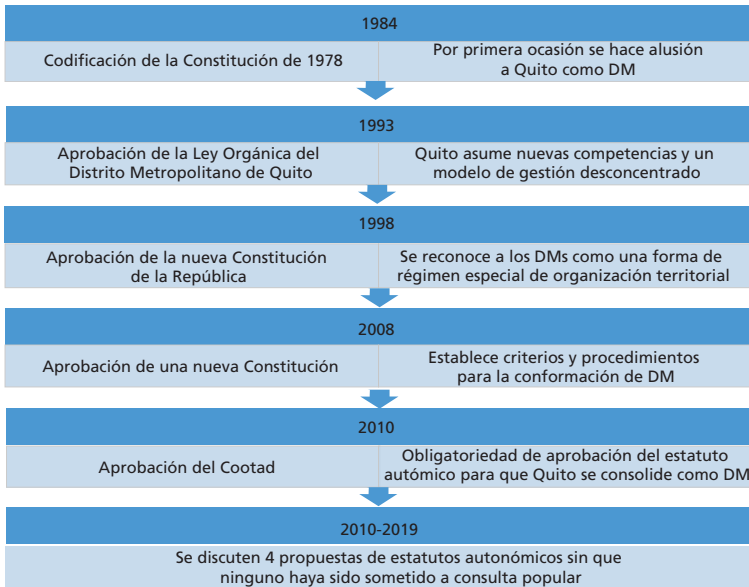 1984
Codificación de la Constitución de 1978
Por primera ocasión se hace alusión
a Quito como DM
1993
Aprobación de la Ley Orgánica del
Distrito Metropolitano de Quito
Quito asume nuevas competencias y un
modelo de gestión desconcentrado
1998
Aprobación de la nueva Constitución
de la República
Se reconoce a los DMs como una forma de
régimen especial de organización territorial
2008
Aprobación de una nueva Constitución
Establece criterios y procedimientos
para la conformación de DM
2010
Aprobación del Cootad
Obligatoriedad de aprobación del estatuto
autómico para que Quito se consolide como DM
2010-2019
Se discuten 4 propuestas de estatutos autonómicos sin que
ninguno haya sido sometido a consulta popular